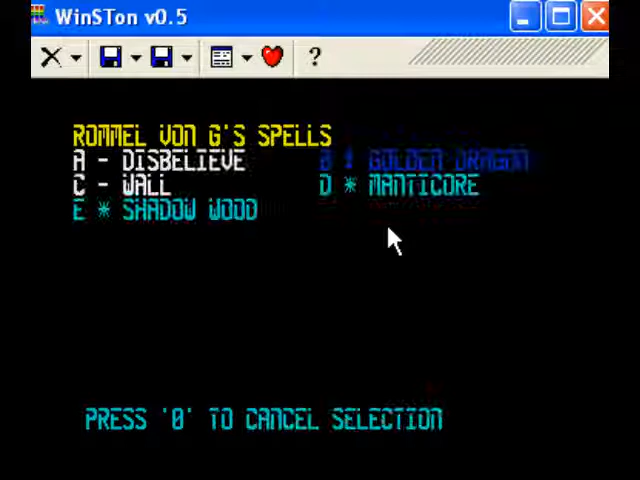 WinSTon v0.5
?
ROMMEL VON G'S SPELLS
A - DISBELIEVE B ! GOLDEN DRAGON
C - WALL D * MANTICORE
E * SHADOW WOOD
PRESS '0' TO CANCEL SELECTION